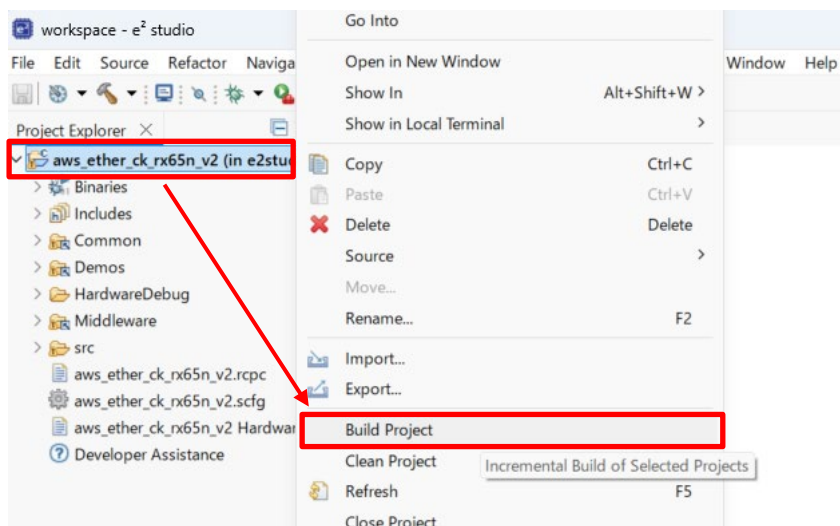 workspace - e² studio
File Edit Source Refactor Naviga
Window Help
Project Explorer
aws_ether_ck_rx65n_v2 (in e2stu
Binaries
Includes
Common
Demos
HardwareDebug
Middleware
src
aws_ether_ck_rx65n_v2.rcpc
aws_ether_ck_rx65n_v2.scfg
aws_ether_ck_rx65n_v2 Hardwar
Developer Assistance
Go Into
Open in New Window
Show In Alt+Shift+W >
Show in Local Terminal >
Copy Ctrl+C
Paste Ctrl+V
Delete Delete
Source >
Move...
Rename... F2
Import...
Export...
Build Project
Clean Project
Incremental Build of Selected Projects
Refresh F5
Close Project